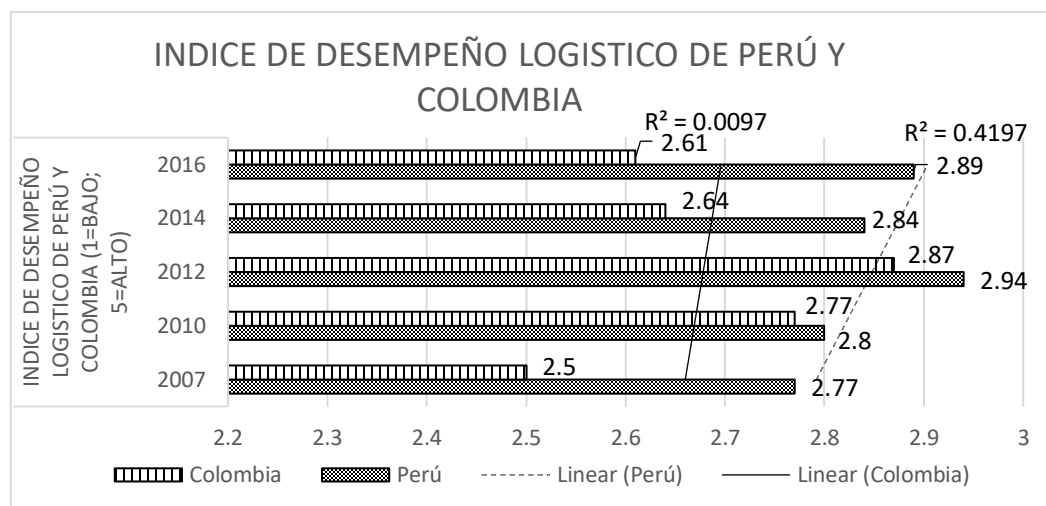 INDICE DE DESEMPEÑO LOGISTICO DE PERÚ Y
COLOMBIA
INDICE DE DESEMPEÑO
LOGISTICO DE PERÚ Y
COLOMBIA (1=BAJO;
5=ALTO)
R² = 0.0097
R² = 0.4197
2016
2.61
2.89
2014
2.64
2.84
2012
2.87
2.94
2010
2.77
2.8
2007
2.5
2.77
2.2 2.3 2.4 2.5 2.6 2.7 2.8 2.9 3
Colombia Perú Linear (Perú) Linear (Colombia)